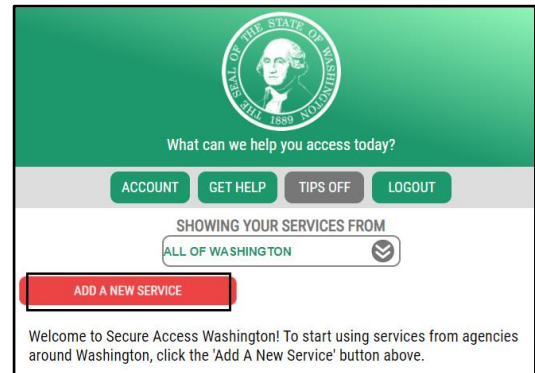 THE SEAL OF THE STATE OF WASHINGTON
1889
What can we help you access today?
ACCOUNT GET HELP TIPS OFF LOGOUT
SHOWING YOUR SERVICES FROM
ALL OF WASHINGTON
ADD A NEW SERVICE
Welcome to Secure Access Washington! To start using services from agencies
around Washington, click the 'Add A New Service' button above.